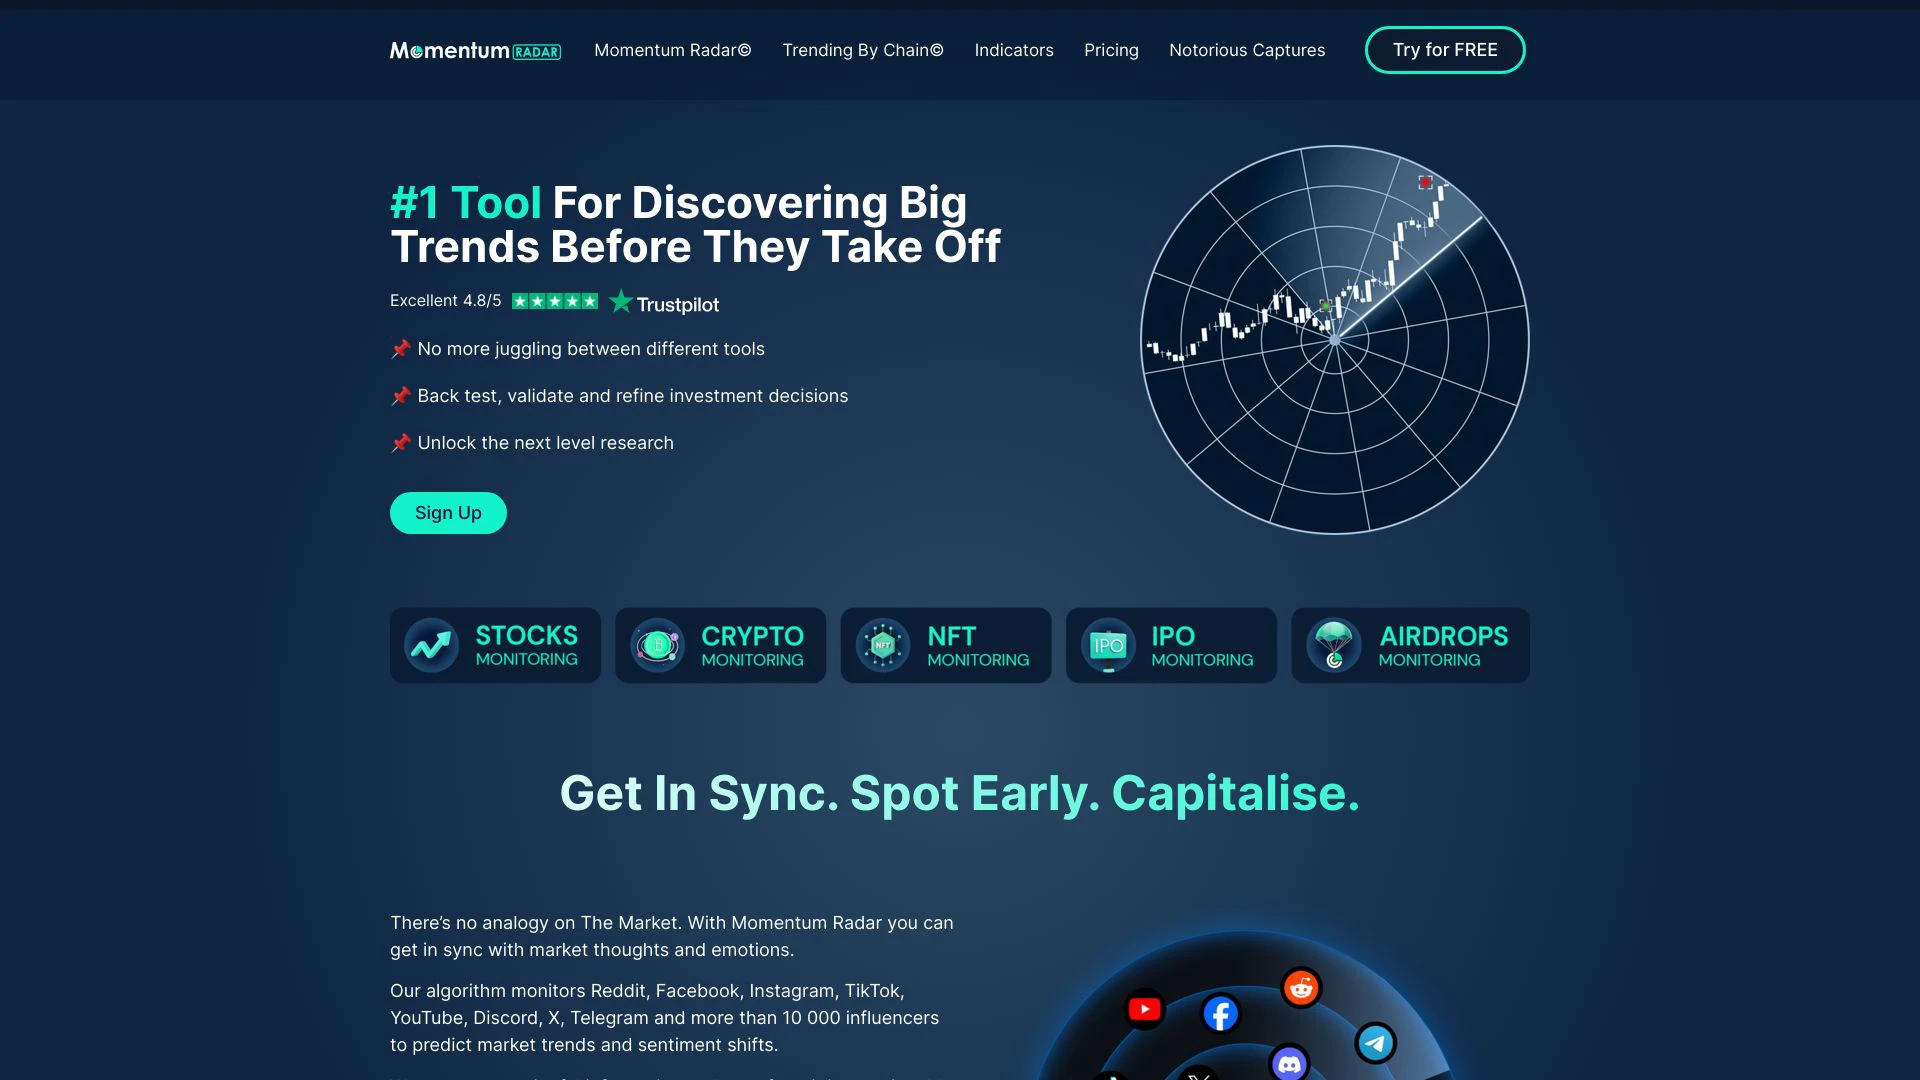 Momentum RADAR
Momentum Radar©
Trending By Chain©
Indicators
Pricing
Notorious Captures
Try for FREE
#1 Tool For Discovering Big
Trends Before They Take Off
Excellent 4.8/5
Trustpilot
No more juggling between different tools
Back test, validate and refine investment decisions
Unlock the next level research
Sign Up
STOCKS
MONITORING
CRYPTO
MONITORING
NFT
NFT
MONITORING
IPO
IPO
MONITORING
AIRDROPS
MONITORING
Get In Sync. Spot Early. Capitalise.
There’s no analogy on The Market. With Momentum Radar you can
get in sync with market thoughts and emotions.
Our algorithm monitors Reddit, Facebook, Instagram, TikTok,
YouTube, Discord, X, Telegram and more than 10 000 influencers
to predict market trends and sentiment shifts.